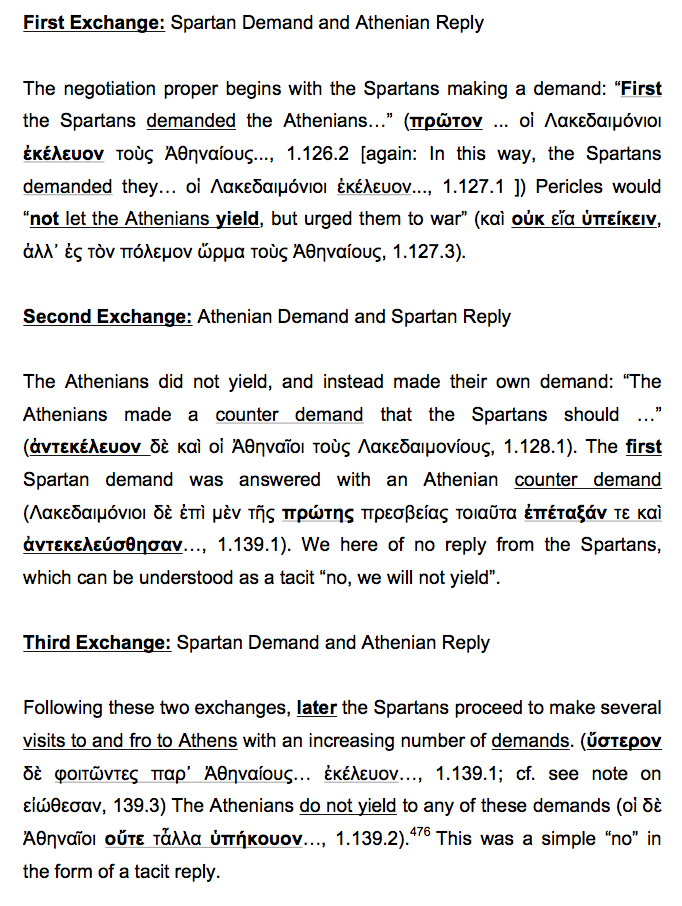 First Exchange: Spartan Demand and Athenian Reply
The negotiation proper begins with the Spartans making a demand: “First
the Spartans demanded the Athenians…” (πρῶτον ... οἱ Λακεδαιμόνιοι
ἐκέλευον τοὺς Ἀθηναίους..., 1.126.2 [again: In this way, the Spartans
demanded they… οἱ Λακεδαιμόνιοι ἐκέλευον..., 1.127.1 ]) Pericles would
“not let the Athenians yield, but urged them to war” (καὶ οὐκ εἴα ὑπείκειν,
ἀλλ᾽ ἐς τὸν πόλεμον ὥρμα τοὺς Ἀθηναίους, 1.127.3).
Second Exchange: Athenian Demand and Spartan Reply
The Athenians did not yield, and instead made their own demand: “The
Athenians made a counter demand that the Spartans should …”
(ἀντεκέλευον δὲ καὶ οἱ Ἀθηναῖοι τοὺς Λακεδαιμονίους, 1.128.1). The first
Spartan demand was answered with an Athenian counter demand
(Λακεδαιμόνιοι δὲ ἐπὶ μὲν τῆς πρώτης πρεσβείας τοιαῦτα ἐπέταξάν τε καὶ
ἀντεκελεύσθησαν…, 1.139.1). We here of no reply from the Spartans,
which can be understood as a tacit “no, we will not yield”.
Third Exchange: Spartan Demand and Athenian Reply
Following these two exchanges, later the Spartans proceed to make several
visits to and fro to Athens with an increasing number of demands. (ὕστερον
δὲ φοιτῶντες παρ᾽ Ἀθηναίους… ἐκέλευον…, 1.139.1; cf. see note on
εἰώθεσαν, 139.3) The Athenians do not yield to any of these demands (οἱ δὲ
Ἀθηναῖοι οὔτε τἆλλα ὑπήκουον…, 1.139.2).476 This was a simple “no” in
the form of a tacit reply.